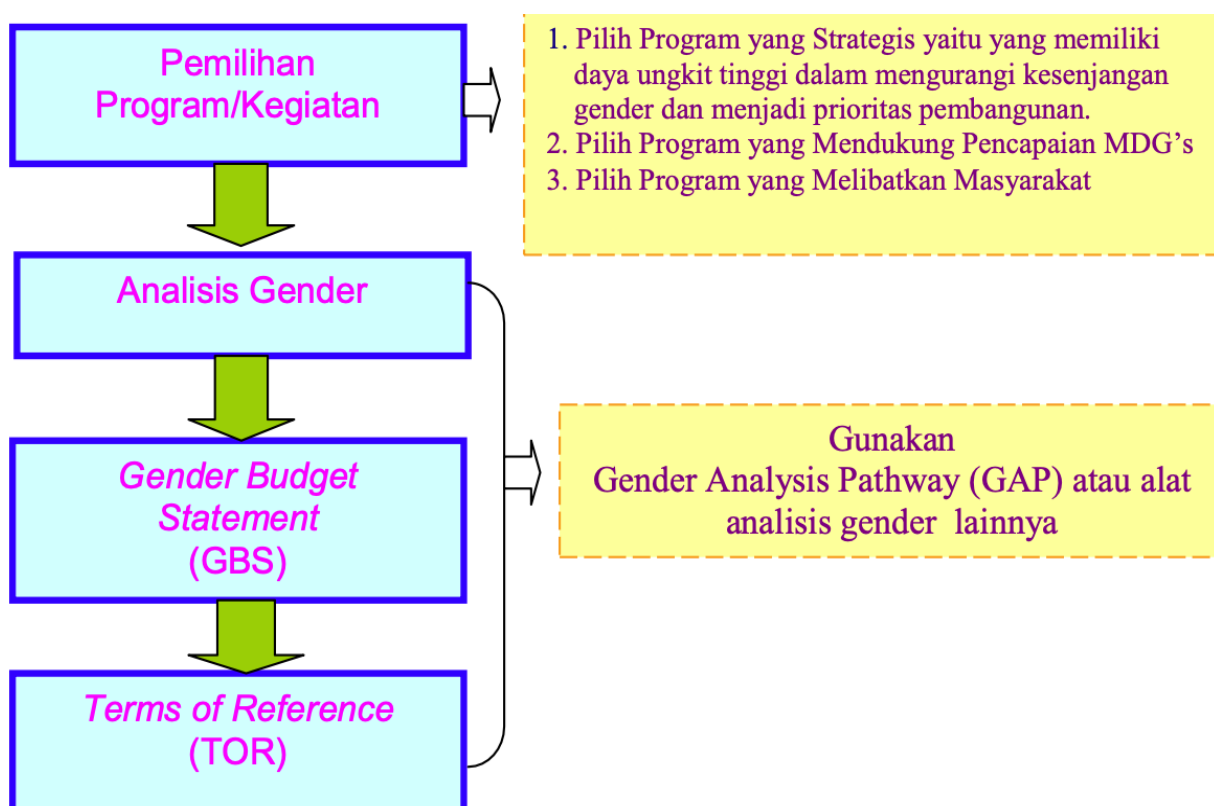 Pemilihan
Program/Kegiatan
1. Pilih Program yang Strategis yaitu yang memiliki
daya ungkit tinggi dalam mengurangi kesenjangan
gender dan menjadi prioritas pembangunan.
2. Pilih Program yang Mendukung Pencapaian MDG’s
3. Pilih Program yang Melibatkan Masyarakat
Analisis Gender
Gender Budget
Statement
(GBS)
Gunakan
Gender Analysis Pathway (GAP) atau alat
analisis gender lainnya
Terms of Reference
(TOR)